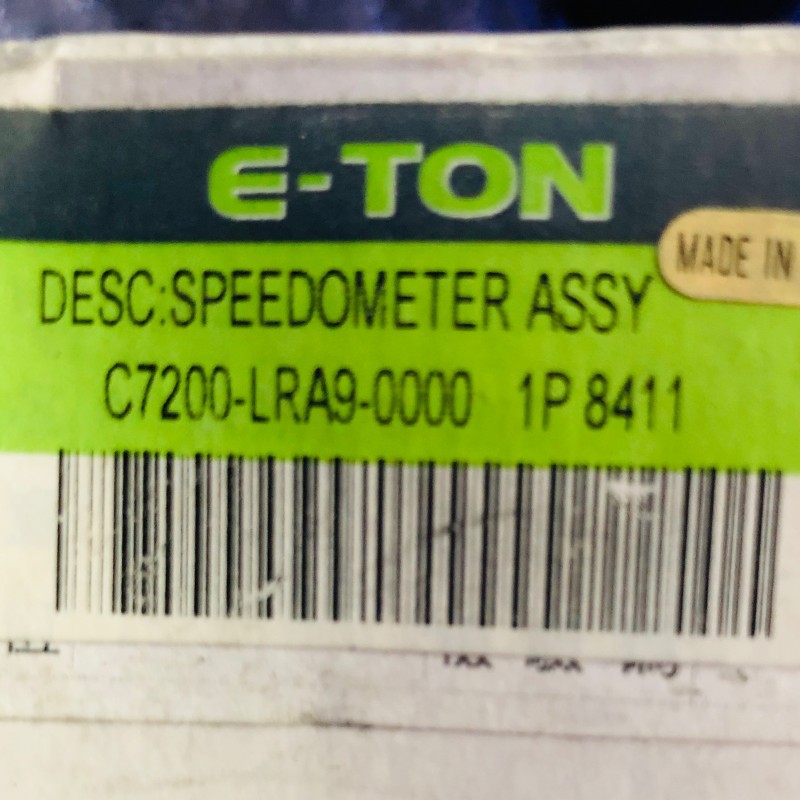 E-TON
MADE IN
DESC:SPEEDOMETER ASSY
C7200-LRA9-0000 1P 8411